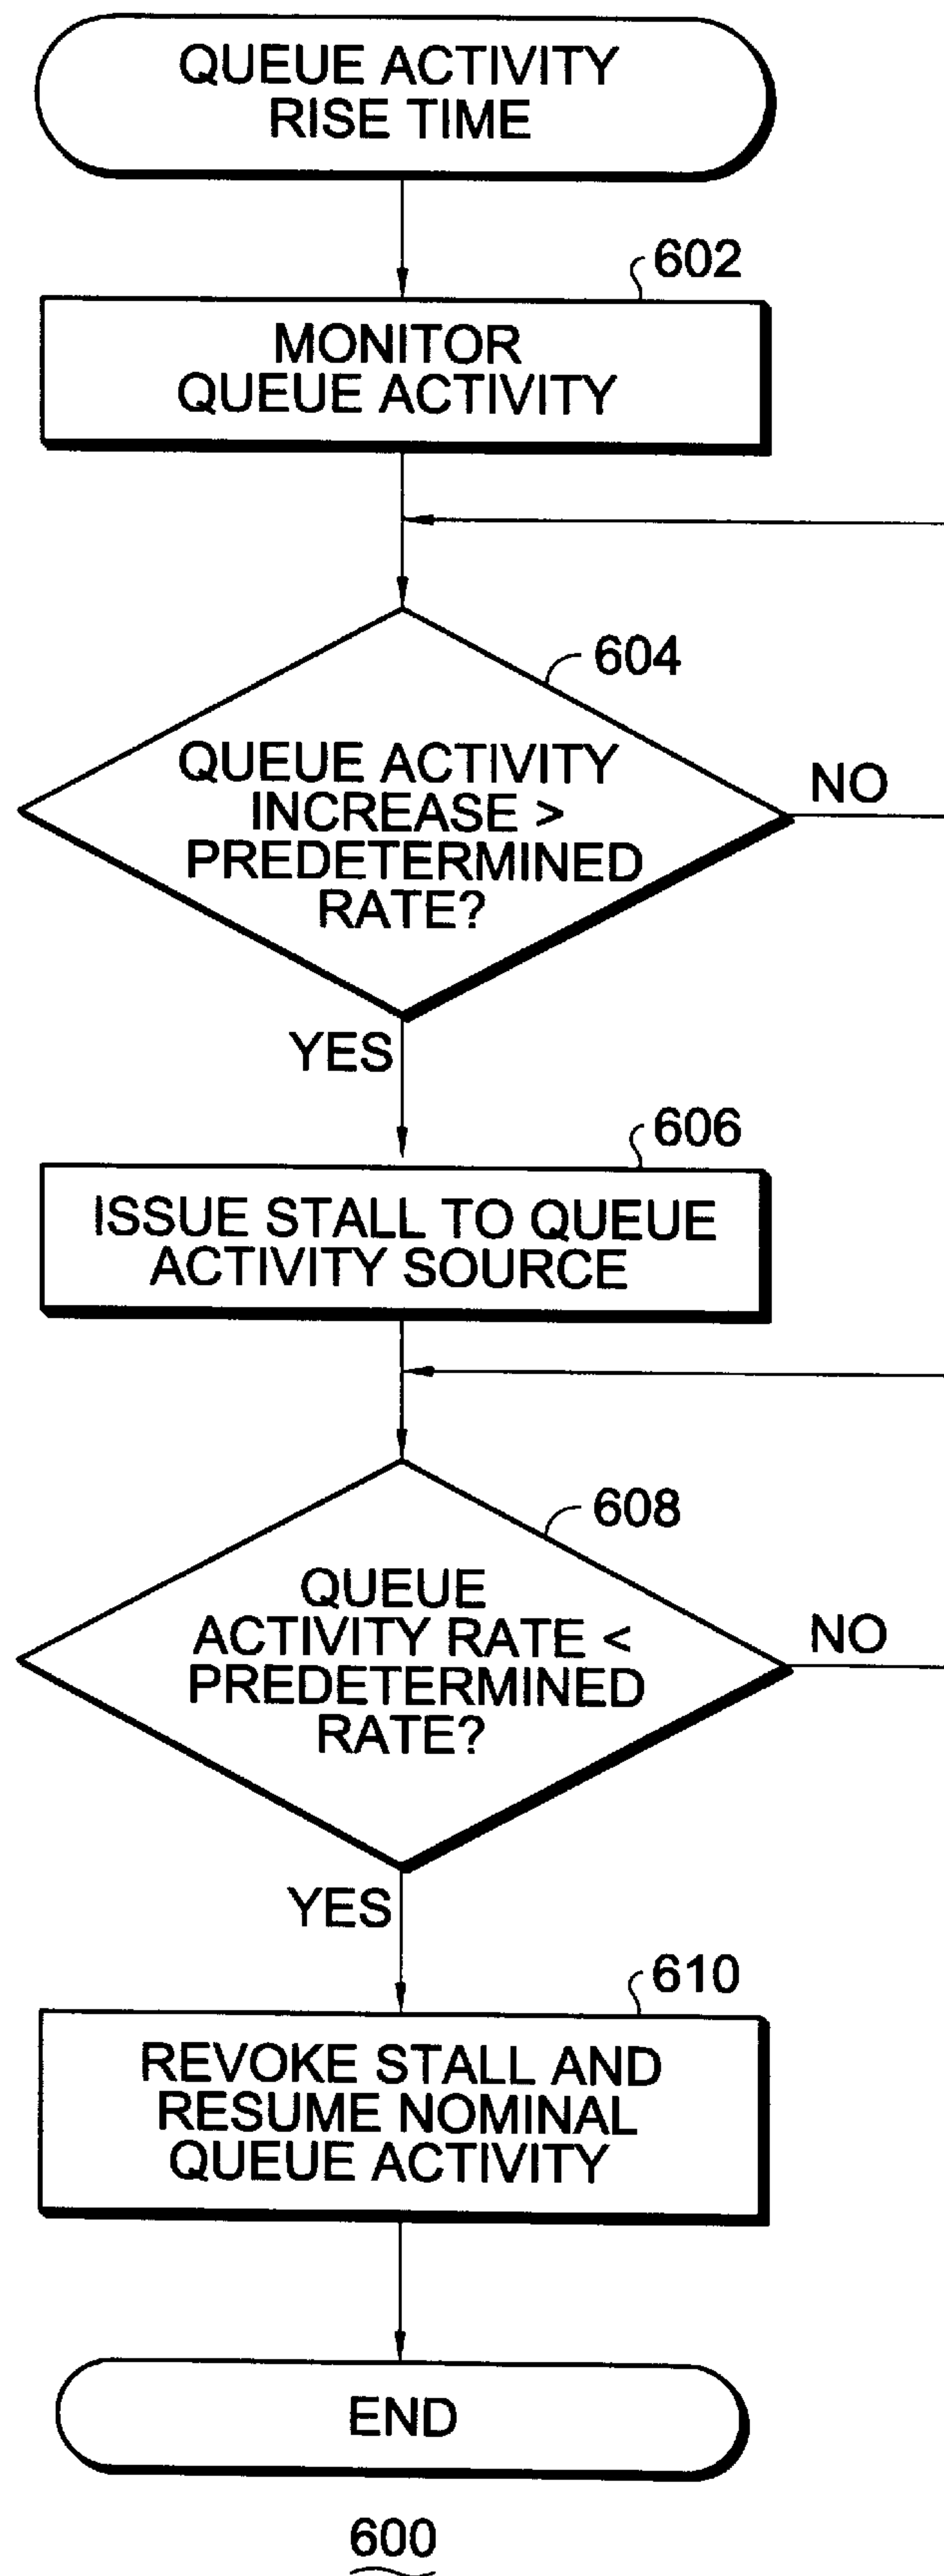 QUEUE ACTIVITY
RISE TIME
602
MONITOR
QUEUE ACTIVITY
604
QUEUE ACTIVITY
INCREASE >
PREDETERMINED
RATE?
NO
YES
606
ISSUE STALL TO QUEUE
ACTIVITY SOURCE
608
QUEUE
ACTIVITY RATE <
PREDETERMINED
RATE?
NO
YES
610
REVOKE STALL AND
RESUME NOMINAL
QUEUE ACTIVITY
END
600